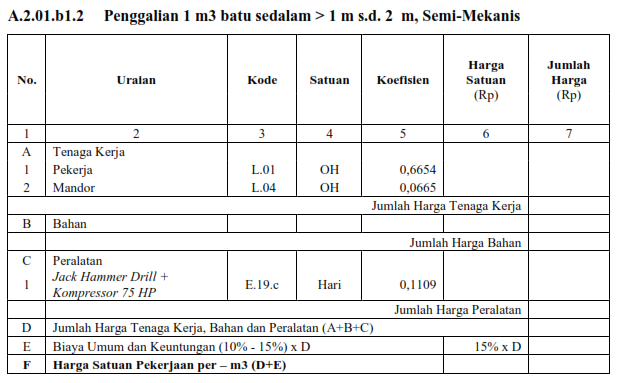 A.2.01.b1.2 Penggalian 1 m3 batu sedalam > 1 m s.d. 2 m, Semi-Mekanis
No. Uraian Kode Satuan Koefisien Harga Satuan (Rp) Jumlah Harga (Rp)
1 2 3 4 5 6 7
A Tenaga Kerja
1 Pekerja L.01 OH 0,6654
2 Mandor L.04 OH 0,0665
Jumlah Harga Tenaga Kerja
B Bahan
Jumlah Harga Bahan
C Peralatan
1 Jack Hammer Drill + Kompressor 75 HP E.19.c Hari 0,1109
Jumlah Harga Peralatan
D Jumlah Harga Tenaga Kerja, Bahan dan Peralatan (A+B+C)
E Biaya Umum dan Keuntungan (10% - 15%) x D 15% x D
F Harga Satuan Pekerjaan per – m3 (D+E)